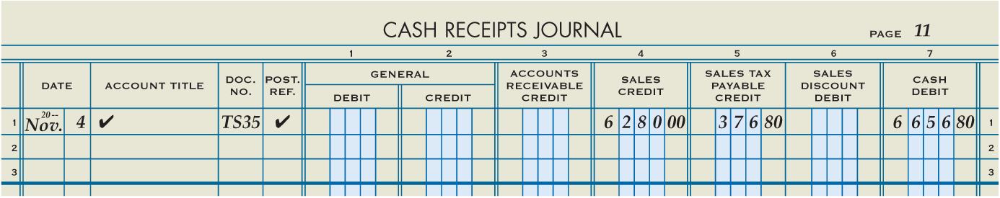 CASH RECEIPTS JOURNAL
PAGE 11
1 2 3 4 5 6 7
DATE ACCOUNT TITLE DOC. NO. POST. REF. GENERAL DEBIT CREDIT ACCOUNTS RECEIVABLE CREDIT SALES CREDIT SALES TAX PAYABLE CREDIT SALES DISCOUNT DEBIT CASH DEBIT
1 20-- Nov. 4 ✔ TS35 ✔ 6 2 8 0 00 3 7 6 80 6 6 5 6 80 1
2 2
3 3